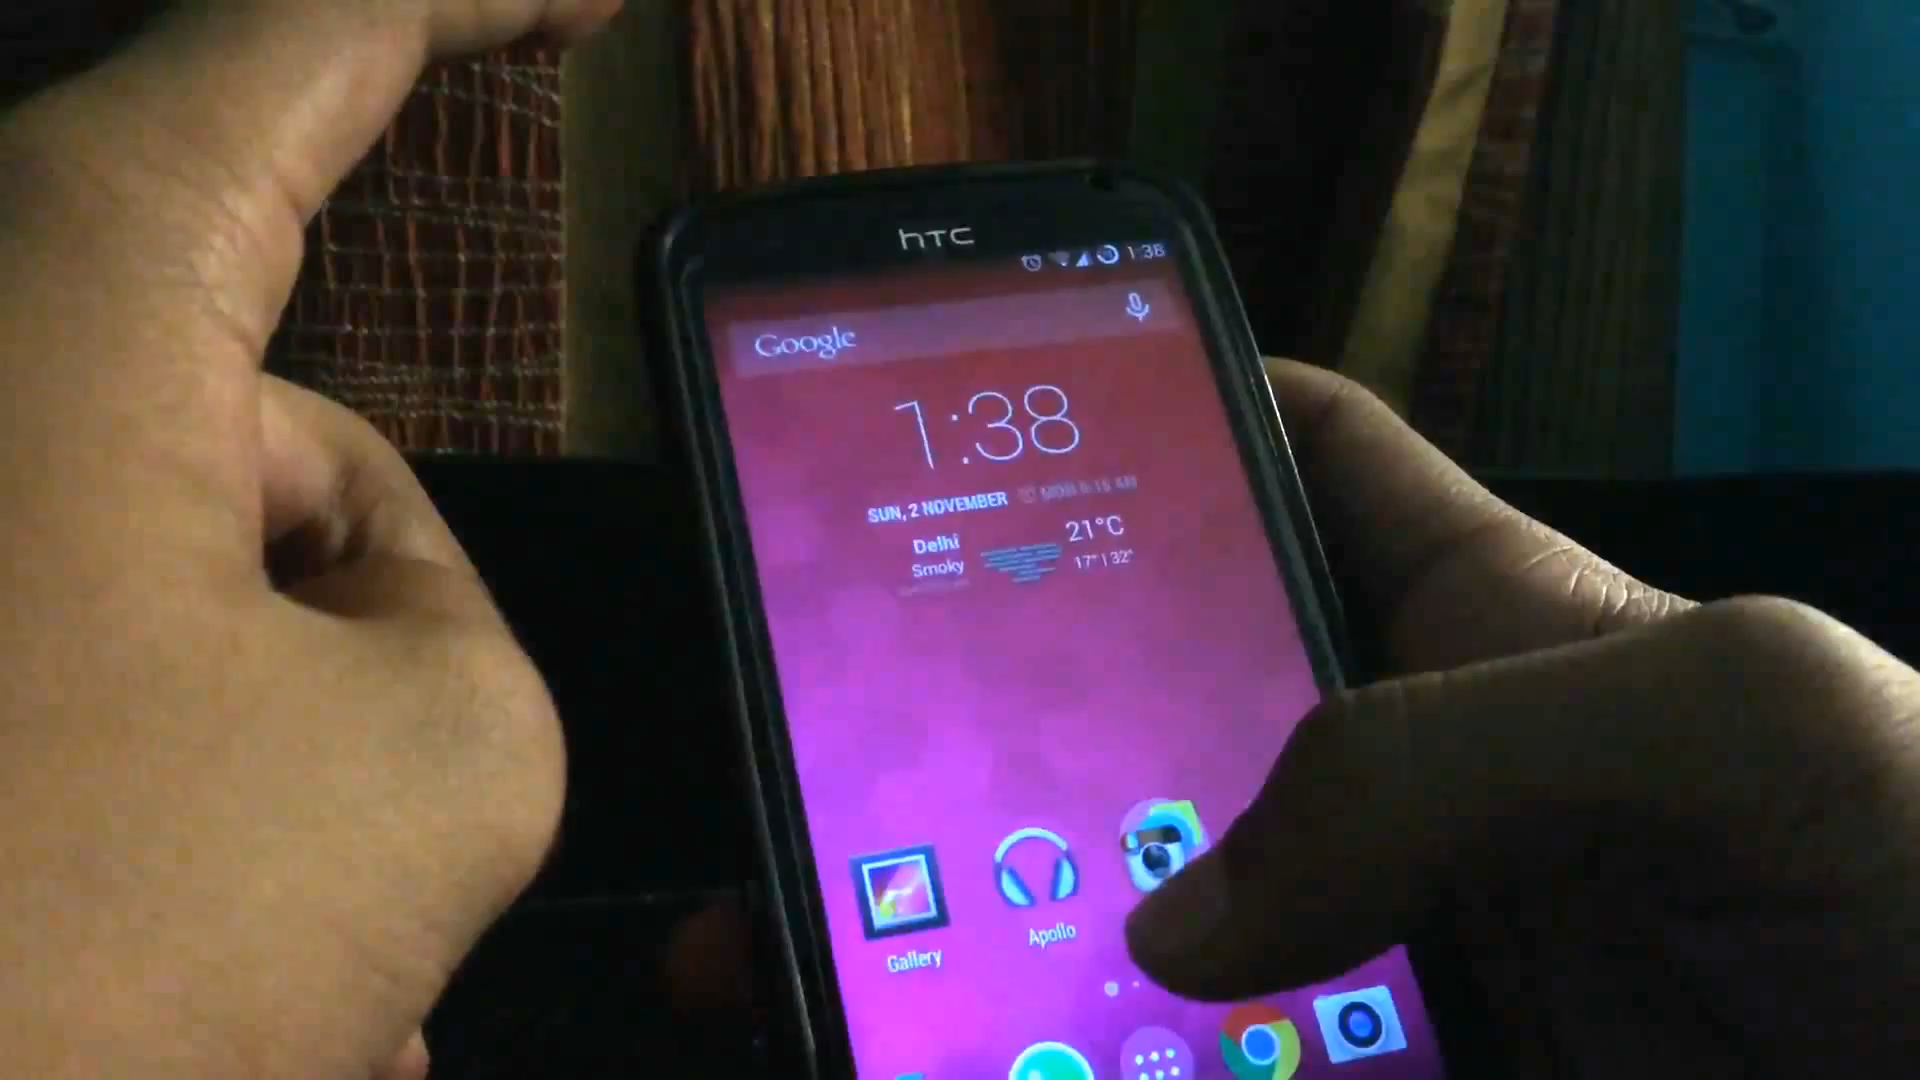 hTC
1:38
Google
1:38
SUN, 2 NOVEMBER
Delhi
21°C
Smoky
17° | 32°
Apollo
Gallery